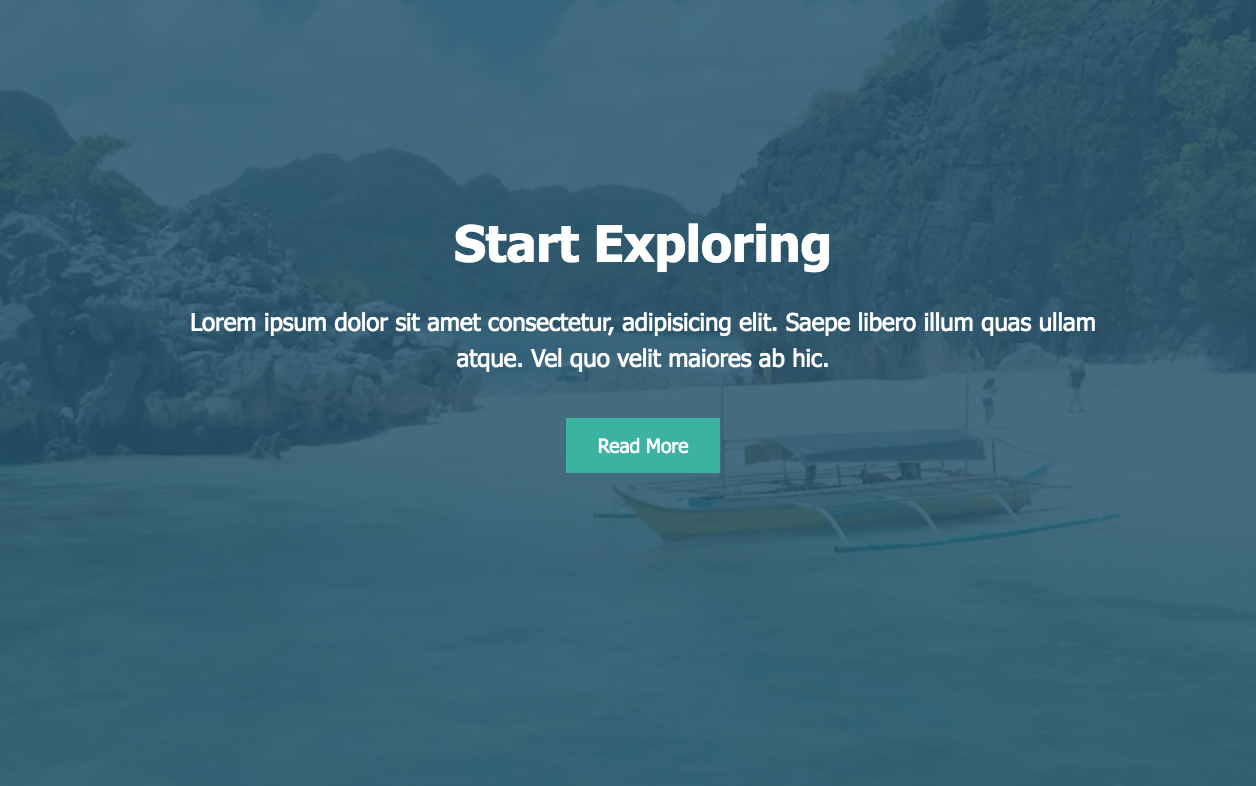 Start Exploring
Lorem ipsum dolor sit amet consectetur, adipisicing elit. Saepe libero illum quas ullam
atque. Vel quo velit maiores ab hic.
Read More